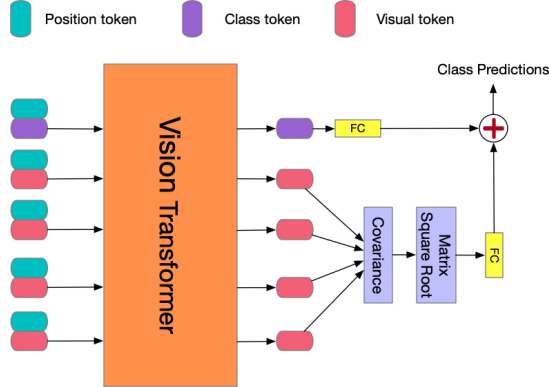 Position token
Class token
Visual token
Class Predictions
Vision Transformer
FC
Covariance
Matrix
Square Root
FC